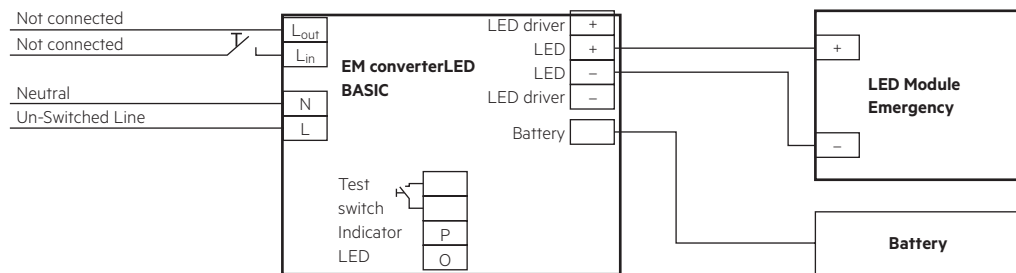 Not connected
Not connected
Neutral
Un-Switched Line
Lout
Lin
N
L
EM converterLED
BASIC
LED driver +
LED +
LED –
LED driver –
Battery
Test
switch
Indicator P
LED O
+
–
LED Module
Emergency
Battery